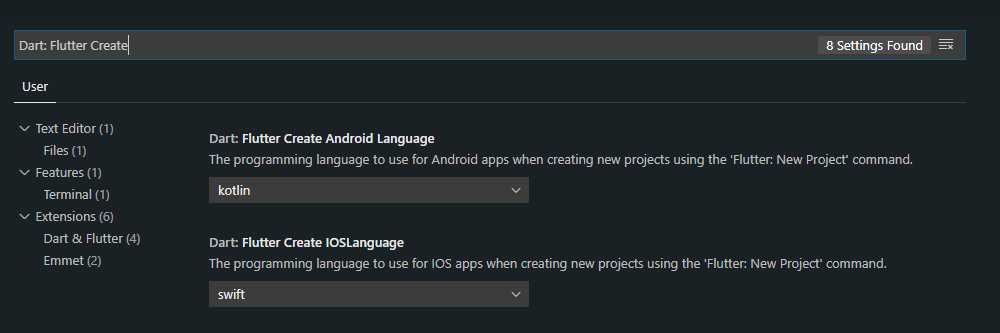 Dart: Flutter Create
8 Settings Found
User
Text Editor (1)
Files (1)
Features (1)
Terminal (1)
Extensions (6)
Dart & Flutter (4)
Emmet (2)
Dart: Flutter Create Android Language
The programming language to use for Android apps when creating new projects using the 'Flutter: New Project' command.
kotlin
Dart: Flutter Create IOSLanguage
The programming language to use for IOS apps when creating new projects using the 'Flutter: New Project' command.
swift